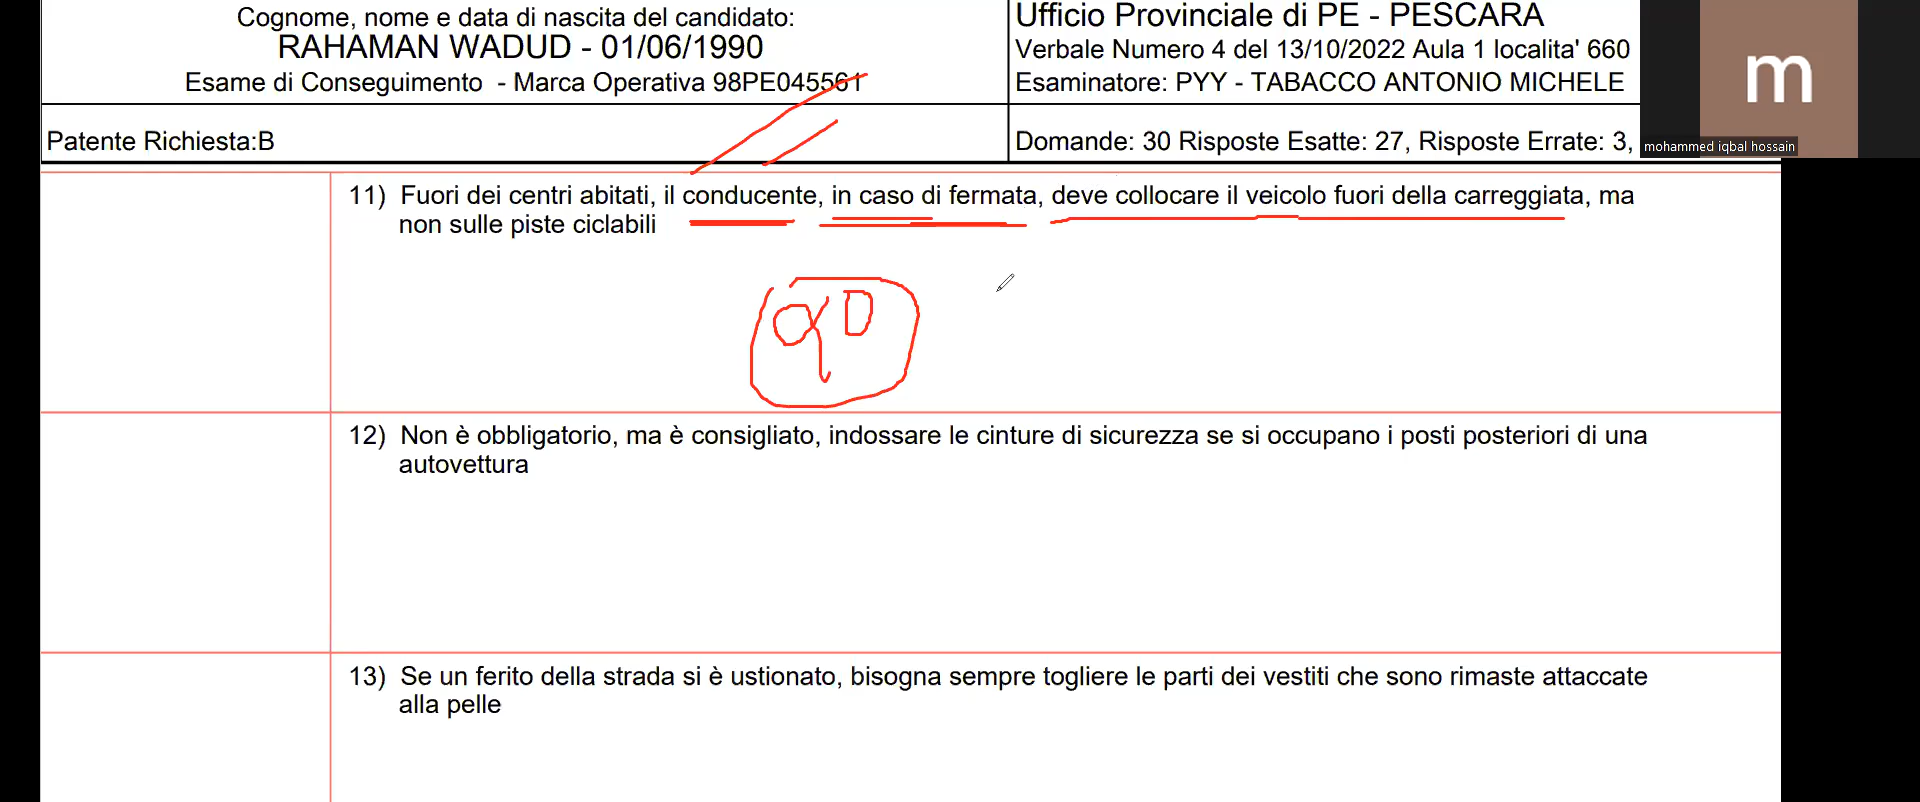 Cognome, nome e data di nascita del candidato:
RAHAMAN WADUD - 01/06/1990
Esame di Conseguimento - Marca Operativa 98PE045561
Ufficio Provinciale di PE - PESCARA
Verbale Numero 4 del 13/10/2022 Aula 1 localita' 660
Esaminatore: PYY - TABACCO ANTONIO MICHELE
Patente Richiesta:B
Domande: 30 Risposte Esatte: 27, Risposte Errate: 3,
m
mohammed iqbal hossain
11) Fuori dei centri abitati, il conducente, in caso di fermata, deve collocare il veicolo fuori della carreggiata, ma
non sulle piste ciclabili
12) Non è obbligatorio, ma è consigliato, indossare le cinture di sicurezza se si occupano i posti posteriori di una
autovettura
13) Se un ferito della strada si è ustionato, bisogna sempre togliere le parti dei vestiti che sono rimaste attaccate
alla pelle